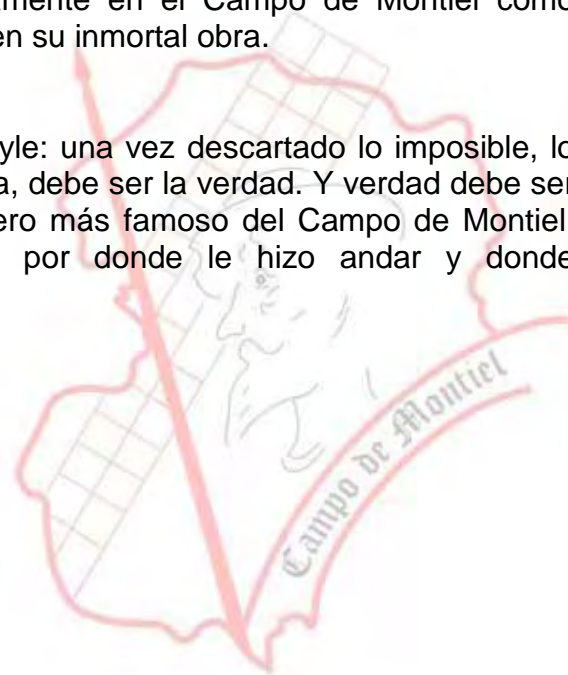 amente en el Campo de Montiel como
en su inmortal obra.
yle: una vez descartado lo imposible, lo
a, debe ser la verdad. Y verdad debe ser
ero más famoso del Campo de Montiel
por donde le hizo andar y donde
Campo de Montiel